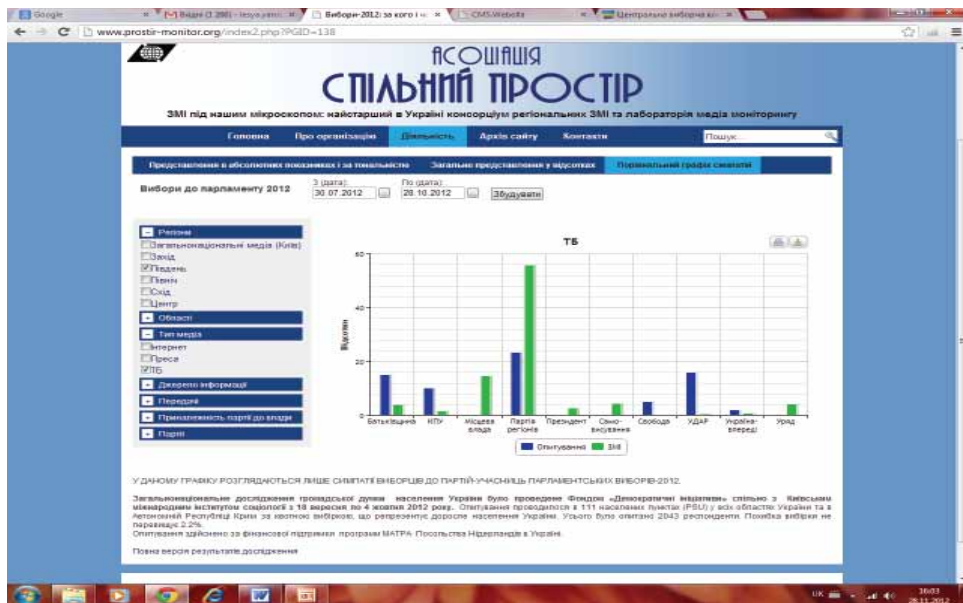 Google
Вибори-2012: за кого і
CMS.Website
Центральна виборча
www.prostir-monitor.org/index2.php?PGID=138
АСОЦІАЦІЯ
СПІЛЬНИЙ ПРОСТІР
ЗМІ під нашим мікроскопом: найстарший в Україні консорціум регіональних ЗМІ та лабораторія медіа моніторингу
Головна Про організацію Діяльність Архів сайту Контакти Пошук
Представлення в абсолютних показниках і за тональністю Загальне представлення у відсотках Порівняльний графік симпатій
Вибори до парламенту 2012
З (дата): По (дата):
30.07.2012 28.10.2012 Збудувати
Регіони
Загальнонаціональні медіа (Київ)
Захід
Південь
Північ
Схід
Центр
Області
Тип медіа
Інтернет
Преса
ТБ
Джерело інформації
Передачі
Приналежність партії до влади
Партії
ТБ
Відсотки
60
40
20
0
Батьківщина КПУ Місцева влада Партія регіонів Президент Само-висування Свобода УДАР Україна-вперед! Уряд
Опитування ЗМІ
У ДАНОМУ ГРАФІКУ РОЗГЛЯДАЮТЬСЯ ЛИШЕ СИМПАТІЇ ВИБОРЦІВ ДО ПАРТІЙ-УЧАСНИЦЬ ПАРЛАМЕНТСЬКИХ ВИБОРІВ-2012.
Загальнонаціональне дослідження громадської думки населення України було проведене Фондом «Демократичні ініціативи» спільно з Київським
міжнародним інститутом соціології з 18 вересня по 4 жовтня 2012 року. Опитування проводилося в 111 населених пунктах (PSU) у всіх областях України та в
Автономній Республіці Крим за квотною вибіркою, що репрезентує доросле населення України. Усього було опитано 2043 респонденти. Похибка вибірки не
перевищує 2.2%.
Опитування здійснено за фінансової підтримки програми МАТРА Посольства Нідерландів в Україні.
Повна версія результатів дослідження
UK
16:03
28.11.2012